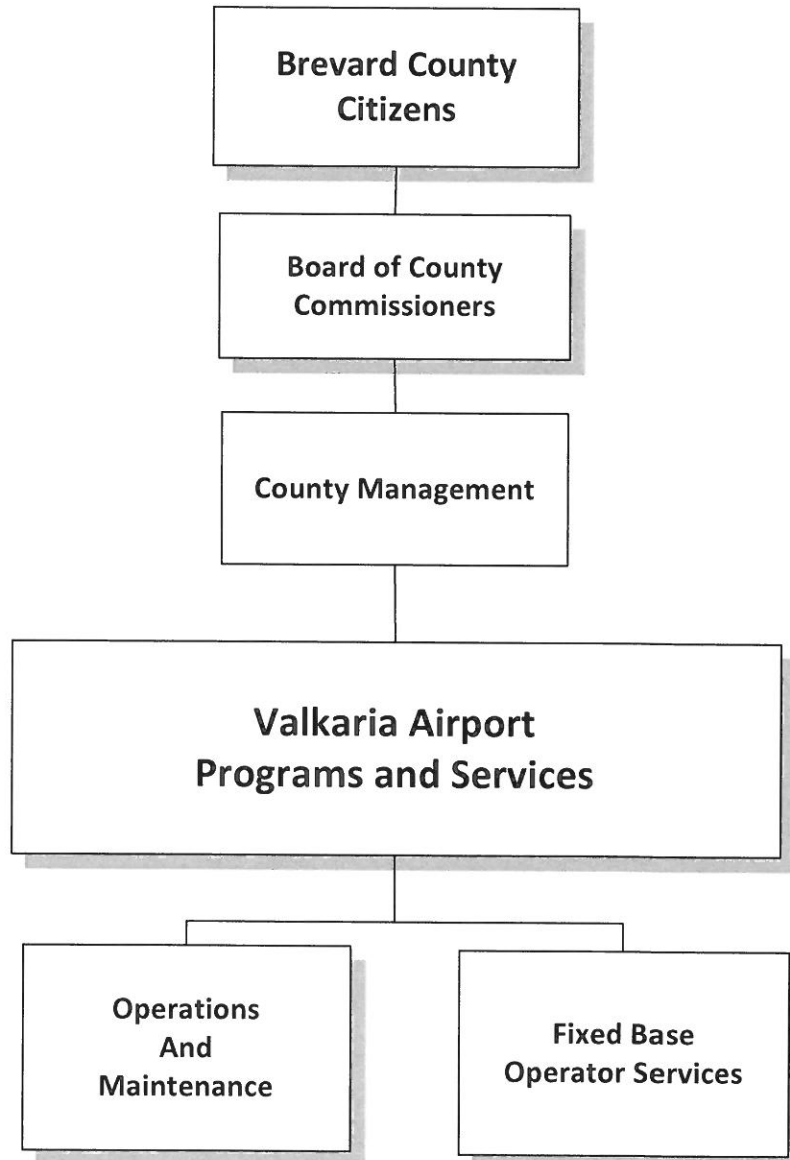 Brevard County
Citizens
Board of County
Commissioners
County Management
Valkaria Airport
Programs and Services
Operations
And
Maintenance
Fixed Base
Operator Services